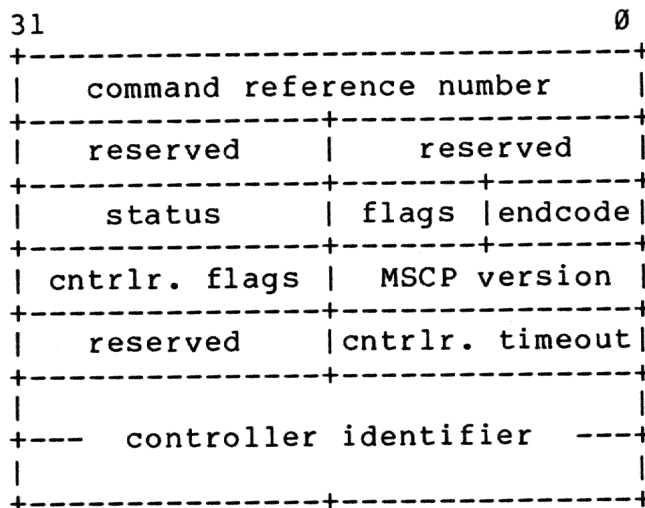 31 0
command reference number
reserved | reserved
status | flags |endcode|
cntrlr. flags | MSCP version
reserved |cntrlr. timeout|
+--- controller identifier ---+